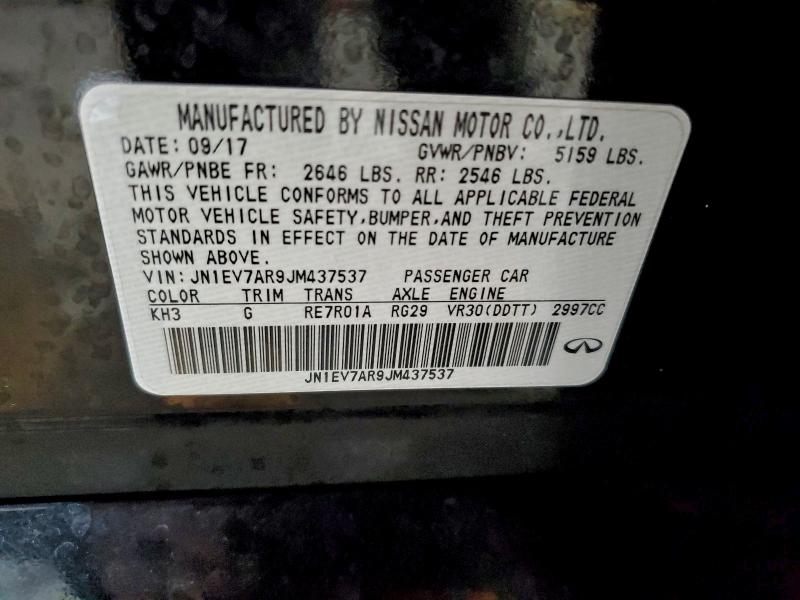 MANUFACTURED BY NISSAN MOTOR CO.,LTD.
DATE: 09/17 GVWR/PNBV: 5159 LBS.
GAWR/PNBE FR: 2646 LBS. RR: 2546 LBS.
THIS VEHICLE CONFORMS TO ALL APPLICABLE FEDERAL
MOTOR VEHICLE SAFETY,BUMPER,AND THEFT PREVENTION
STANDARDS IN EFFECT ON THE DATE OF MANUFACTURE
SHOWN ABOVE.
VIN: JN1EV7AR9JM437537 PASSENGER CAR
COLOR TRIM TRANS AXLE ENGINE
KH3 G RE7R01A RG29 VR30(DDTT) 2997CC
JN1EV7AR9JM437537